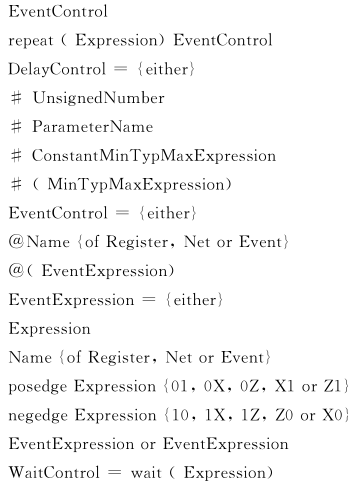 EventControl
repeat ( Expression) EventControl
DelayControl = {either}
# UnsignedNumber
# ParameterName
# ConstantMinTypMaxExpression
# ( MinTypMaxExpression)
EventControl = {either}
@Name {of Register, Net or Event}
@( EventExpression)
EventExpression = {either}
Expression
Name {of Register, Net or Event}
posedge Expression {01, 0X, 0Z, X1 or Z1}
negedge Expression {10, 1X, 1Z, Z0 or X0}
EventExpression or EventExpression
WaitControl = wait ( Expression)